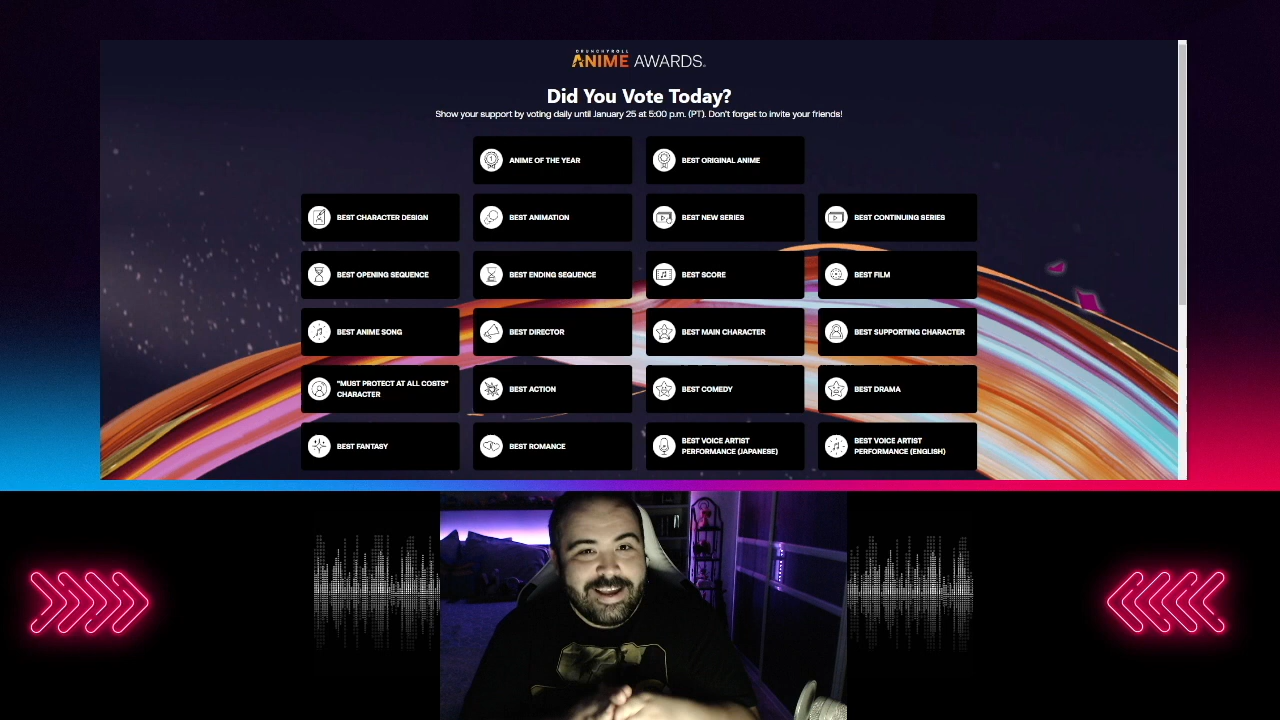 CRUNCHYROLL
ANIME AWARDS
Did You Vote Today?
Show your support by voting daily until January 25 at 5:00 p.m. (PT). Don't forget to invite your friends!
ANIME OF THE YEAR
BEST ORIGINAL ANIME
BEST CHARACTER DESIGN
BEST ANIMATION
BEST NEW SERIES
BEST CONTINUING SERIES
BEST OPENING SEQUENCE
BEST ENDING SEQUENCE
BEST SCORE
BEST FILM
BEST ANIME SONG
BEST DIRECTOR
BEST MAIN CHARACTER
BEST SUPPORTING CHARACTER
"MUST PROTECT AT ALL COSTS"
CHARACTER
BEST ACTION
BEST COMEDY
BEST DRAMA
BEST FANTASY
BEST ROMANCE
BEST VOICE ARTIST
PERFORMANCE (JAPANESE)
BEST VOICE ARTIST
PERFORMANCE (ENGLISH)